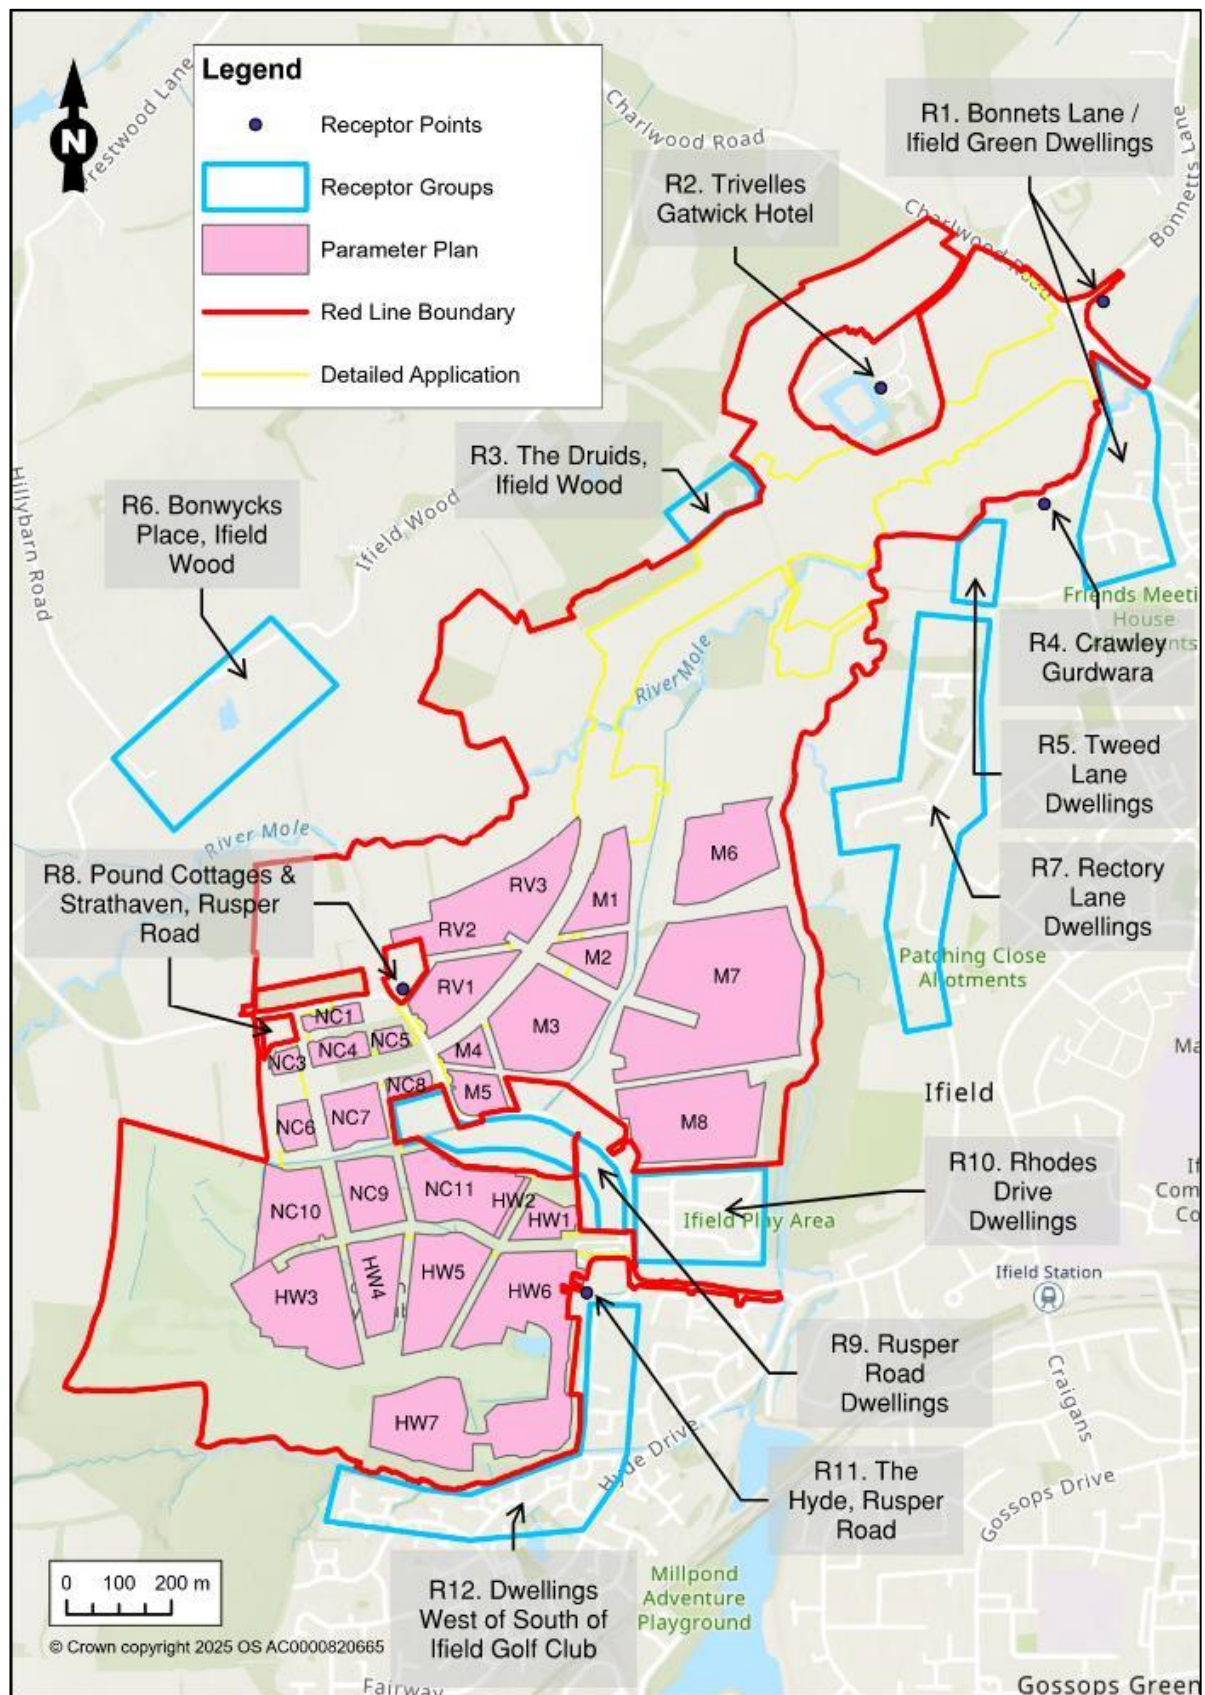 Legend
Receptor Points
Receptor Groups
Parameter Plan
Red Line Boundary
Detailed Application
N
Prestwood Lane
Charlwood Road
R1. Bonnets Lane /
Ifield Green Dwellings
Bonnetts Lane
R2. Trivelles
Gatwick Hotel
Charlwood Road
R3. The Druids,
Ifield Wood
Hillybarn Road
R6. Bonwycks
Place, Ifield
Wood
Ifield Wood
Friends Meeti
House
R4. Crawley
Gurdwara
River Mole
R5. Tweed
Lane
Dwellings
River Mole
R8. Pound Cottages &
Strathaven, Rusper
Road
R7. Rectory
Lane
Dwellings
M6
RV3
M1
RV2
M2
M7
Patching Close
Allotments
RV1
NC1
M3
NC5
NC4
NC3
M4
Ma
NC8
M5
Ifield
NC7
NC6
M8
R10. Rhodes
Drive
Dwellings
If
Com
Co
NC9
NC11
HW2
NC10
HW1
Ifield Play Area
HW4
HW5
HW3
HW6
Ifield Station
R9. Rusper
Road
Dwellings
Craigans
HW7
Hyde Drive
R11. The
Hyde, Rusper
Road
Gossops Drive
0 100 200 m
R12. Dwellings
West of South of
Ifield Golf Club
Millpond
Adventure
Playground
© Crown copyright 2025 OS AC0000820665
Fairway
Gossops Green